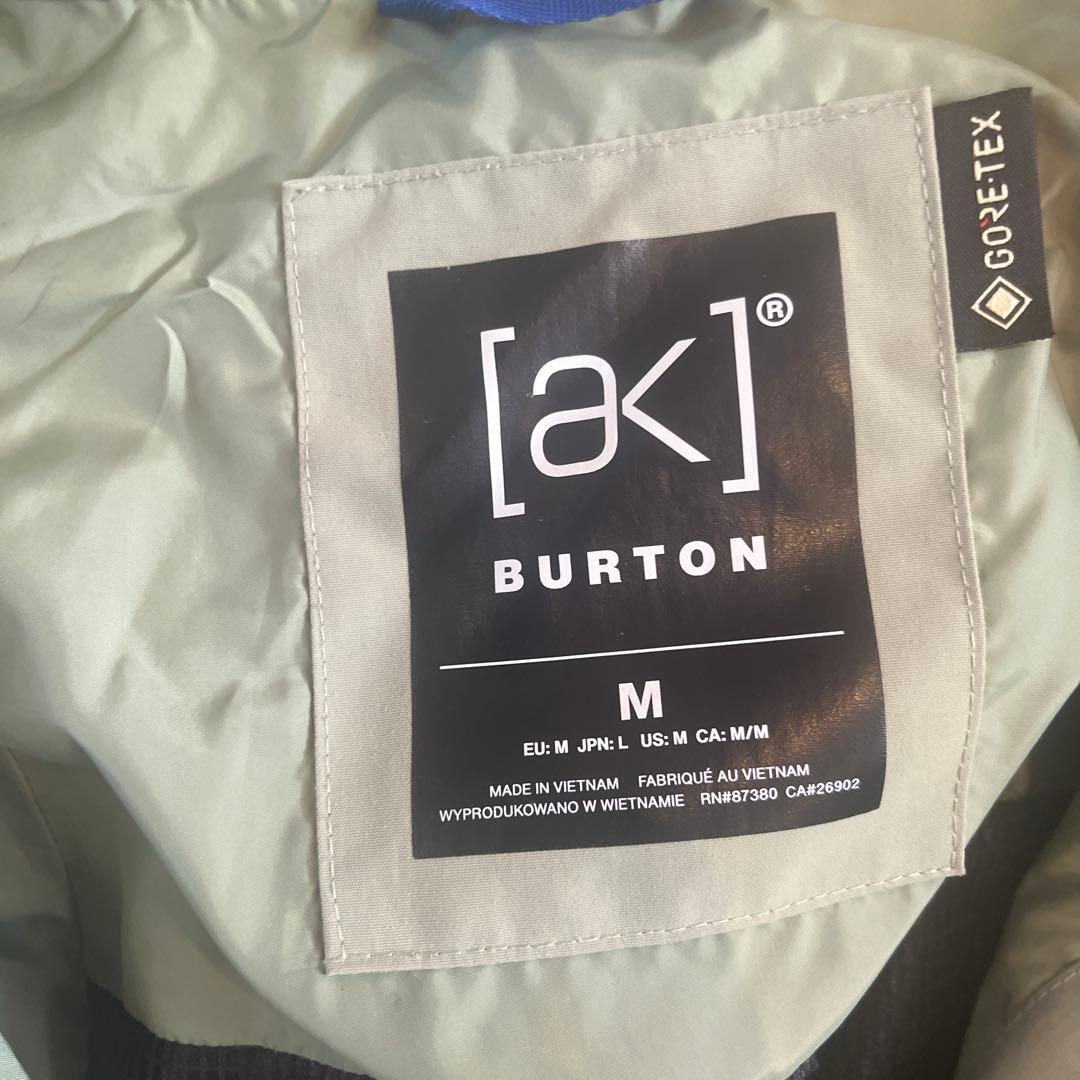 [ak]®
BURTON
M
EU: M JPN: L US: M CA: M/M
MADE IN VIETNAM FABRIQUÉ AU VIETNAM
WYPRODUKOWANO W WIETNAMIE RN#87380 CA#26902
GORE-TEX